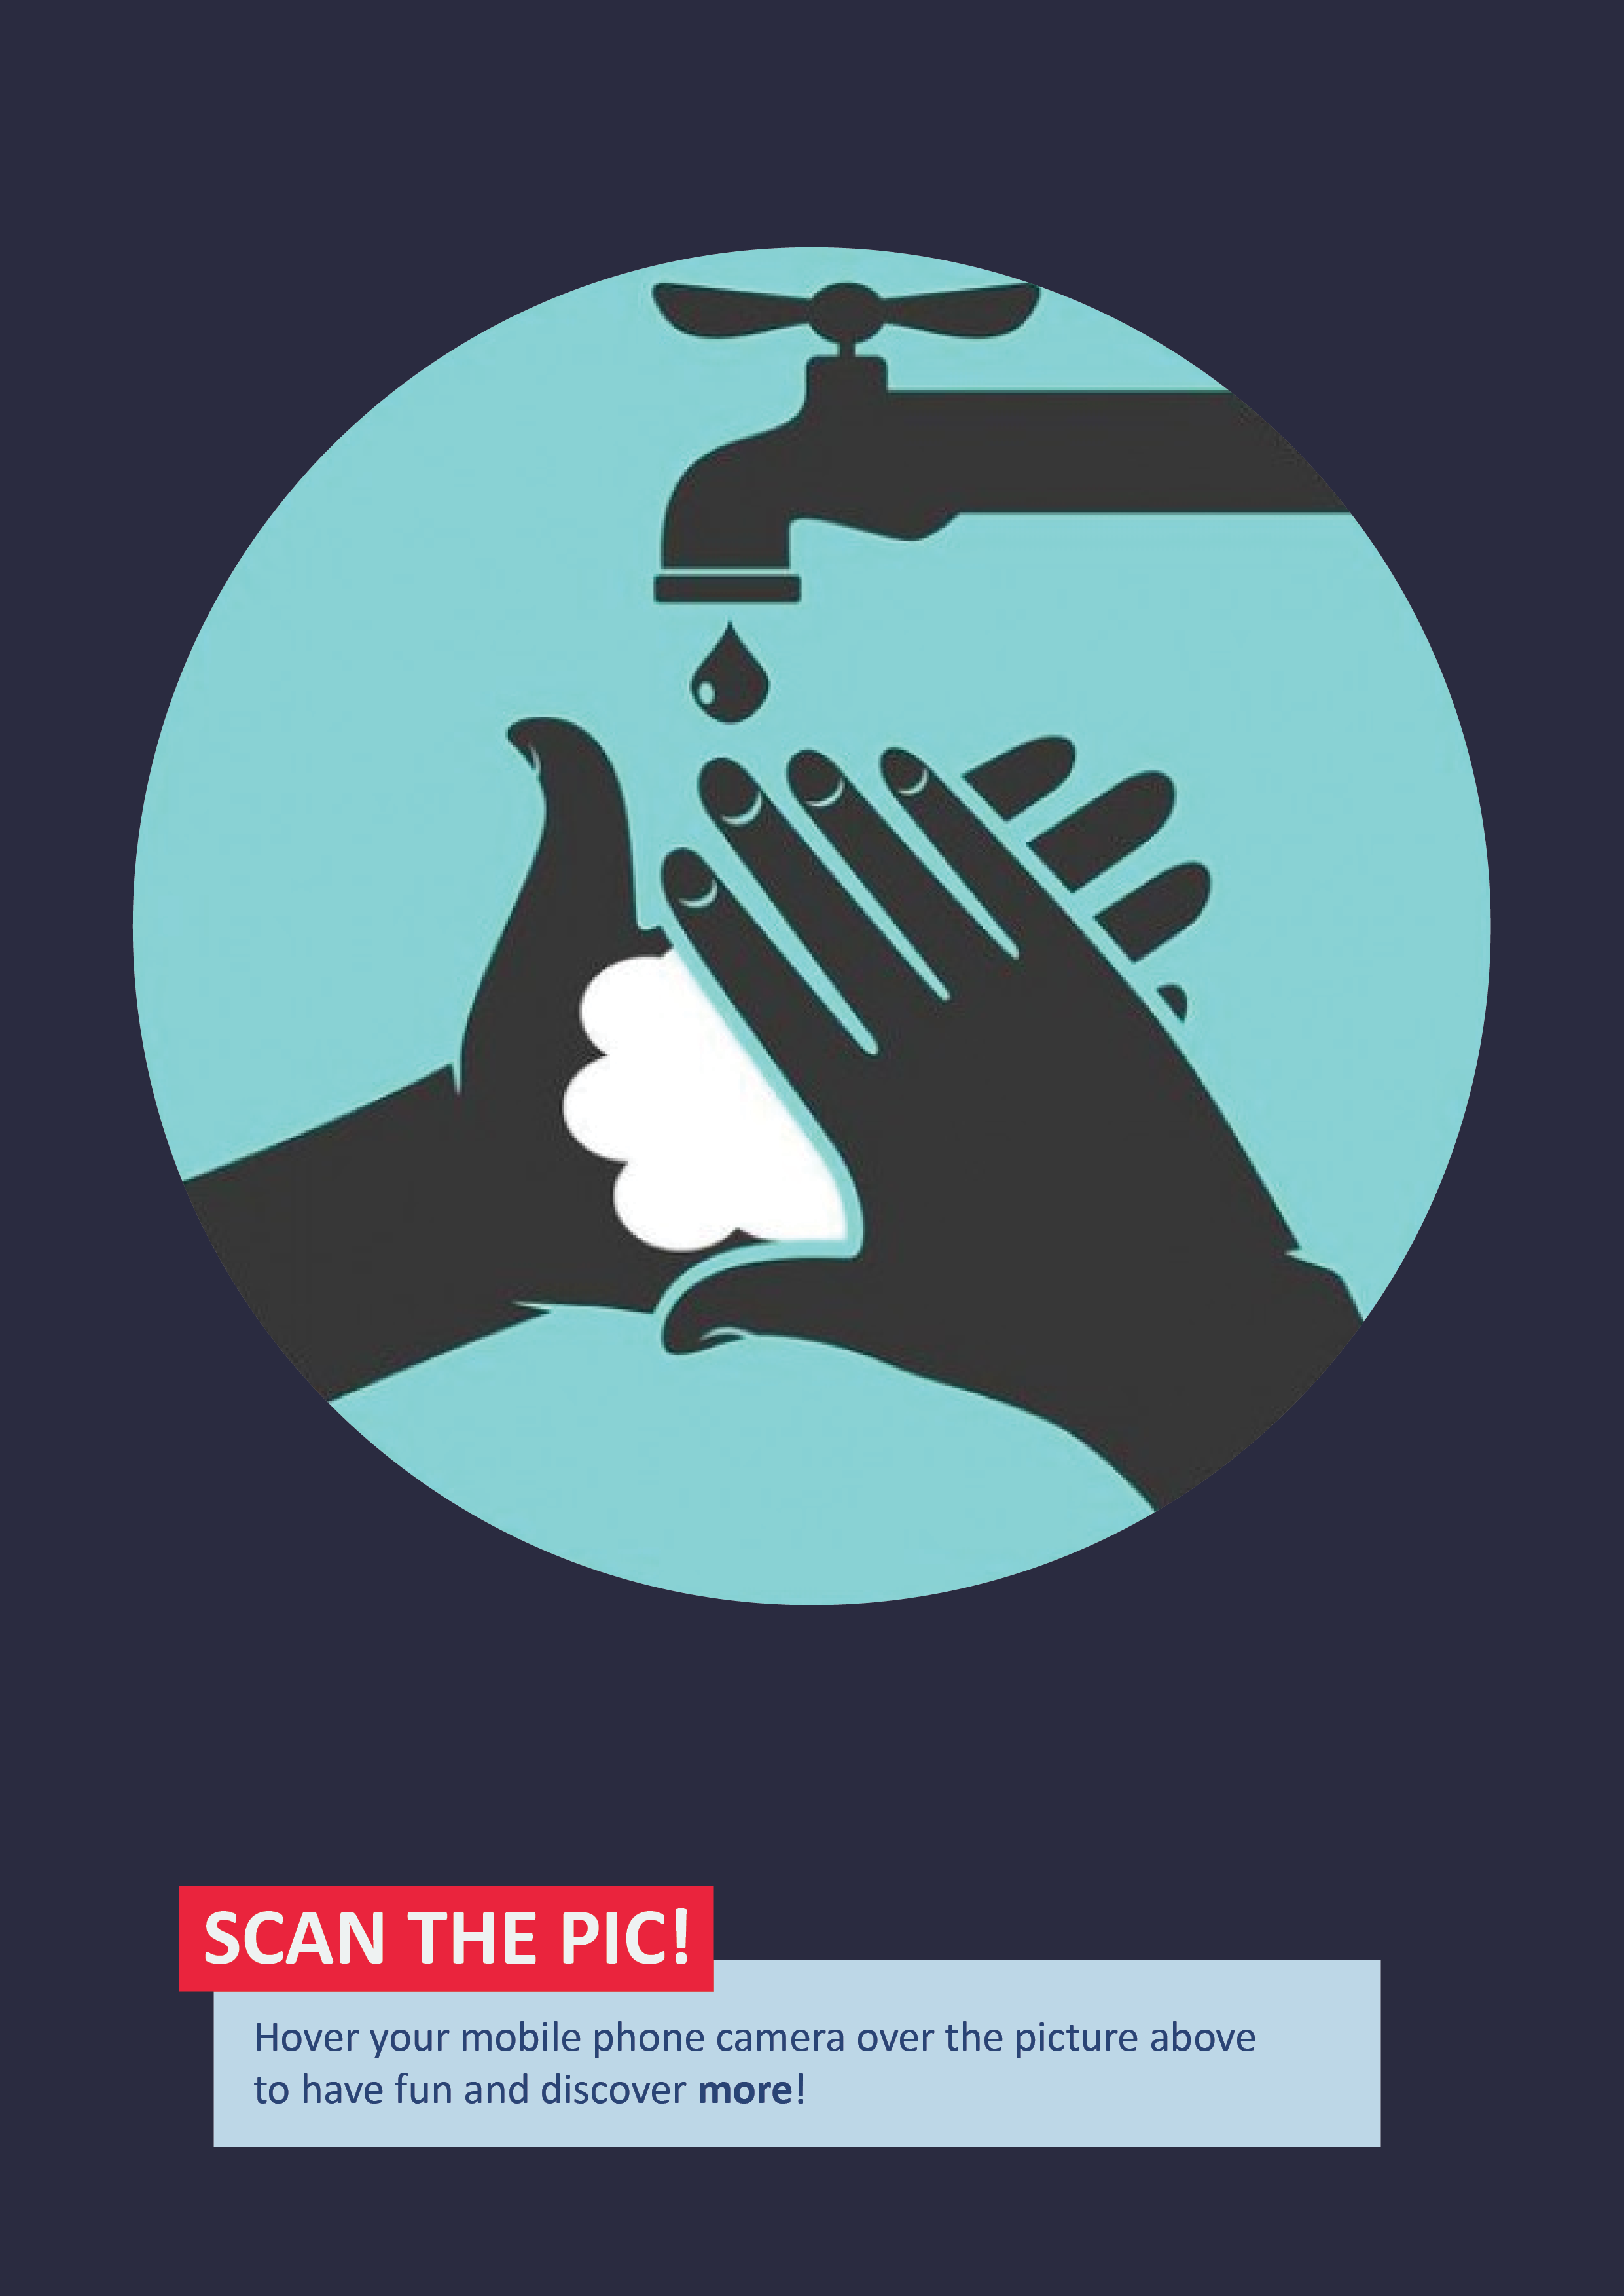 SCAN THE PIC!
Hover your mobile phone camera over the picture above
to have fun and discover more!